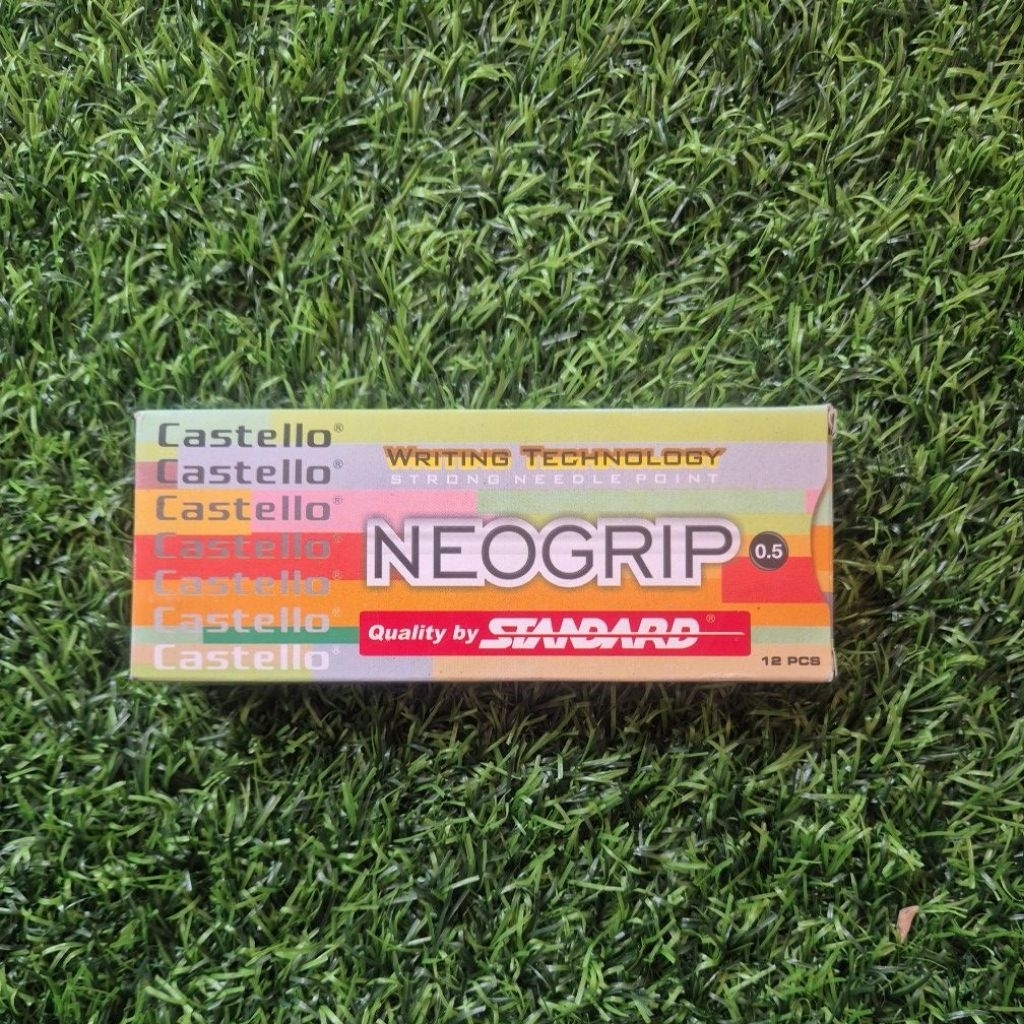 Castello®
Castello®
Castello®
Castello®
Castello®
Castello®
Castello®
WRITING TECHNOLOGY
STRONG NEEDLE POINT
NEOGRIP 0.5
Quality by STANDARD®
12 PCS